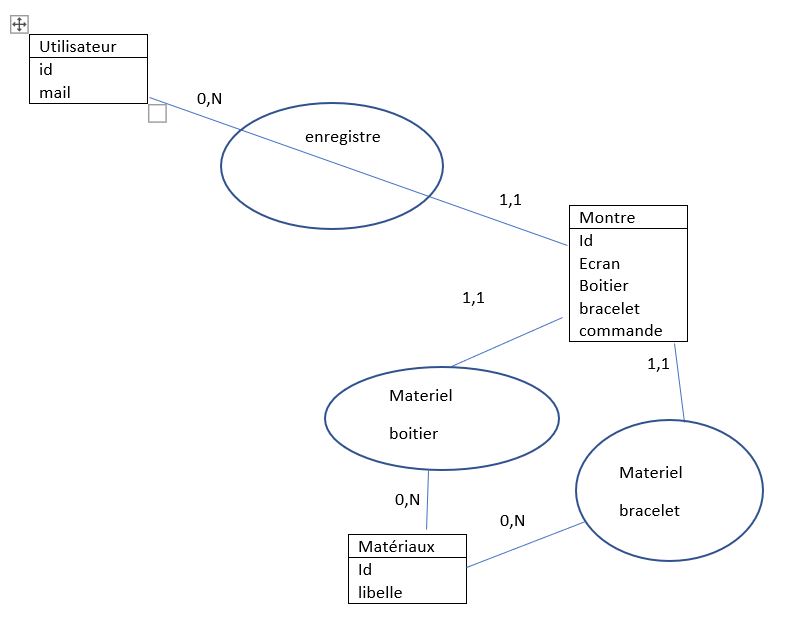 Utilisateur
id
mail
0,N
enregistre
1,1
Montre
Id
Ecran
Boitier
bracelet
commande
1,1
1,1
Materiel
boitier
Materiel
bracelet
0,N
0,N
Matériaux
Id
libelle